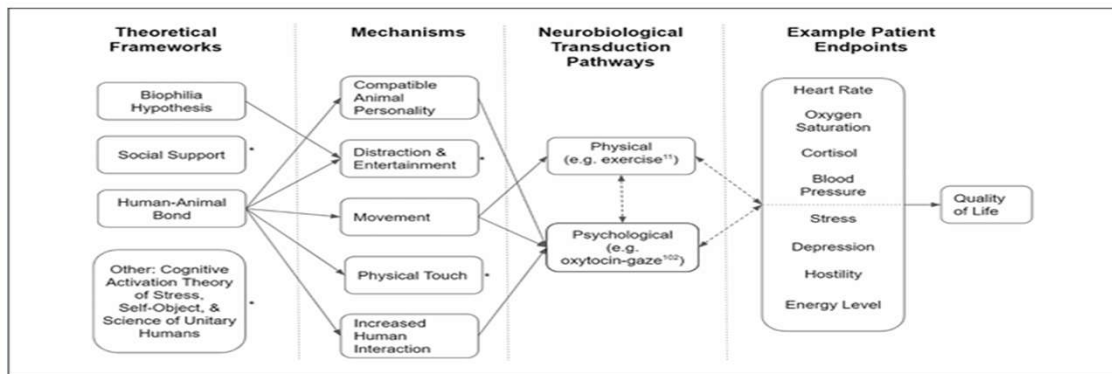 Theoretical
Frameworks
Mechanisms
Neurobiological
Transduction
Pathways
Example Patient
Endpoints
Biophilia
Hypothesis
Social Support
*
Human-Animal
Bond
Other: Cognitive
Activation Theory
of Stress,
Self-Object, &
Science of Unitary
Humans
*
Compatible
Animal
Personality
Distraction &
Entertainment
*
Movement
Physical Touch
*
Increased
Human
Interaction
Physical
(e.g. exercise¹¹)
Psychological
(e.g.
oxytocin-gaze¹⁰²)
Heart Rate
Oxygen
Saturation
Cortisol
Blood
Pressure
Stress
Depression
Hostility
Energy Level
Quality
of Life